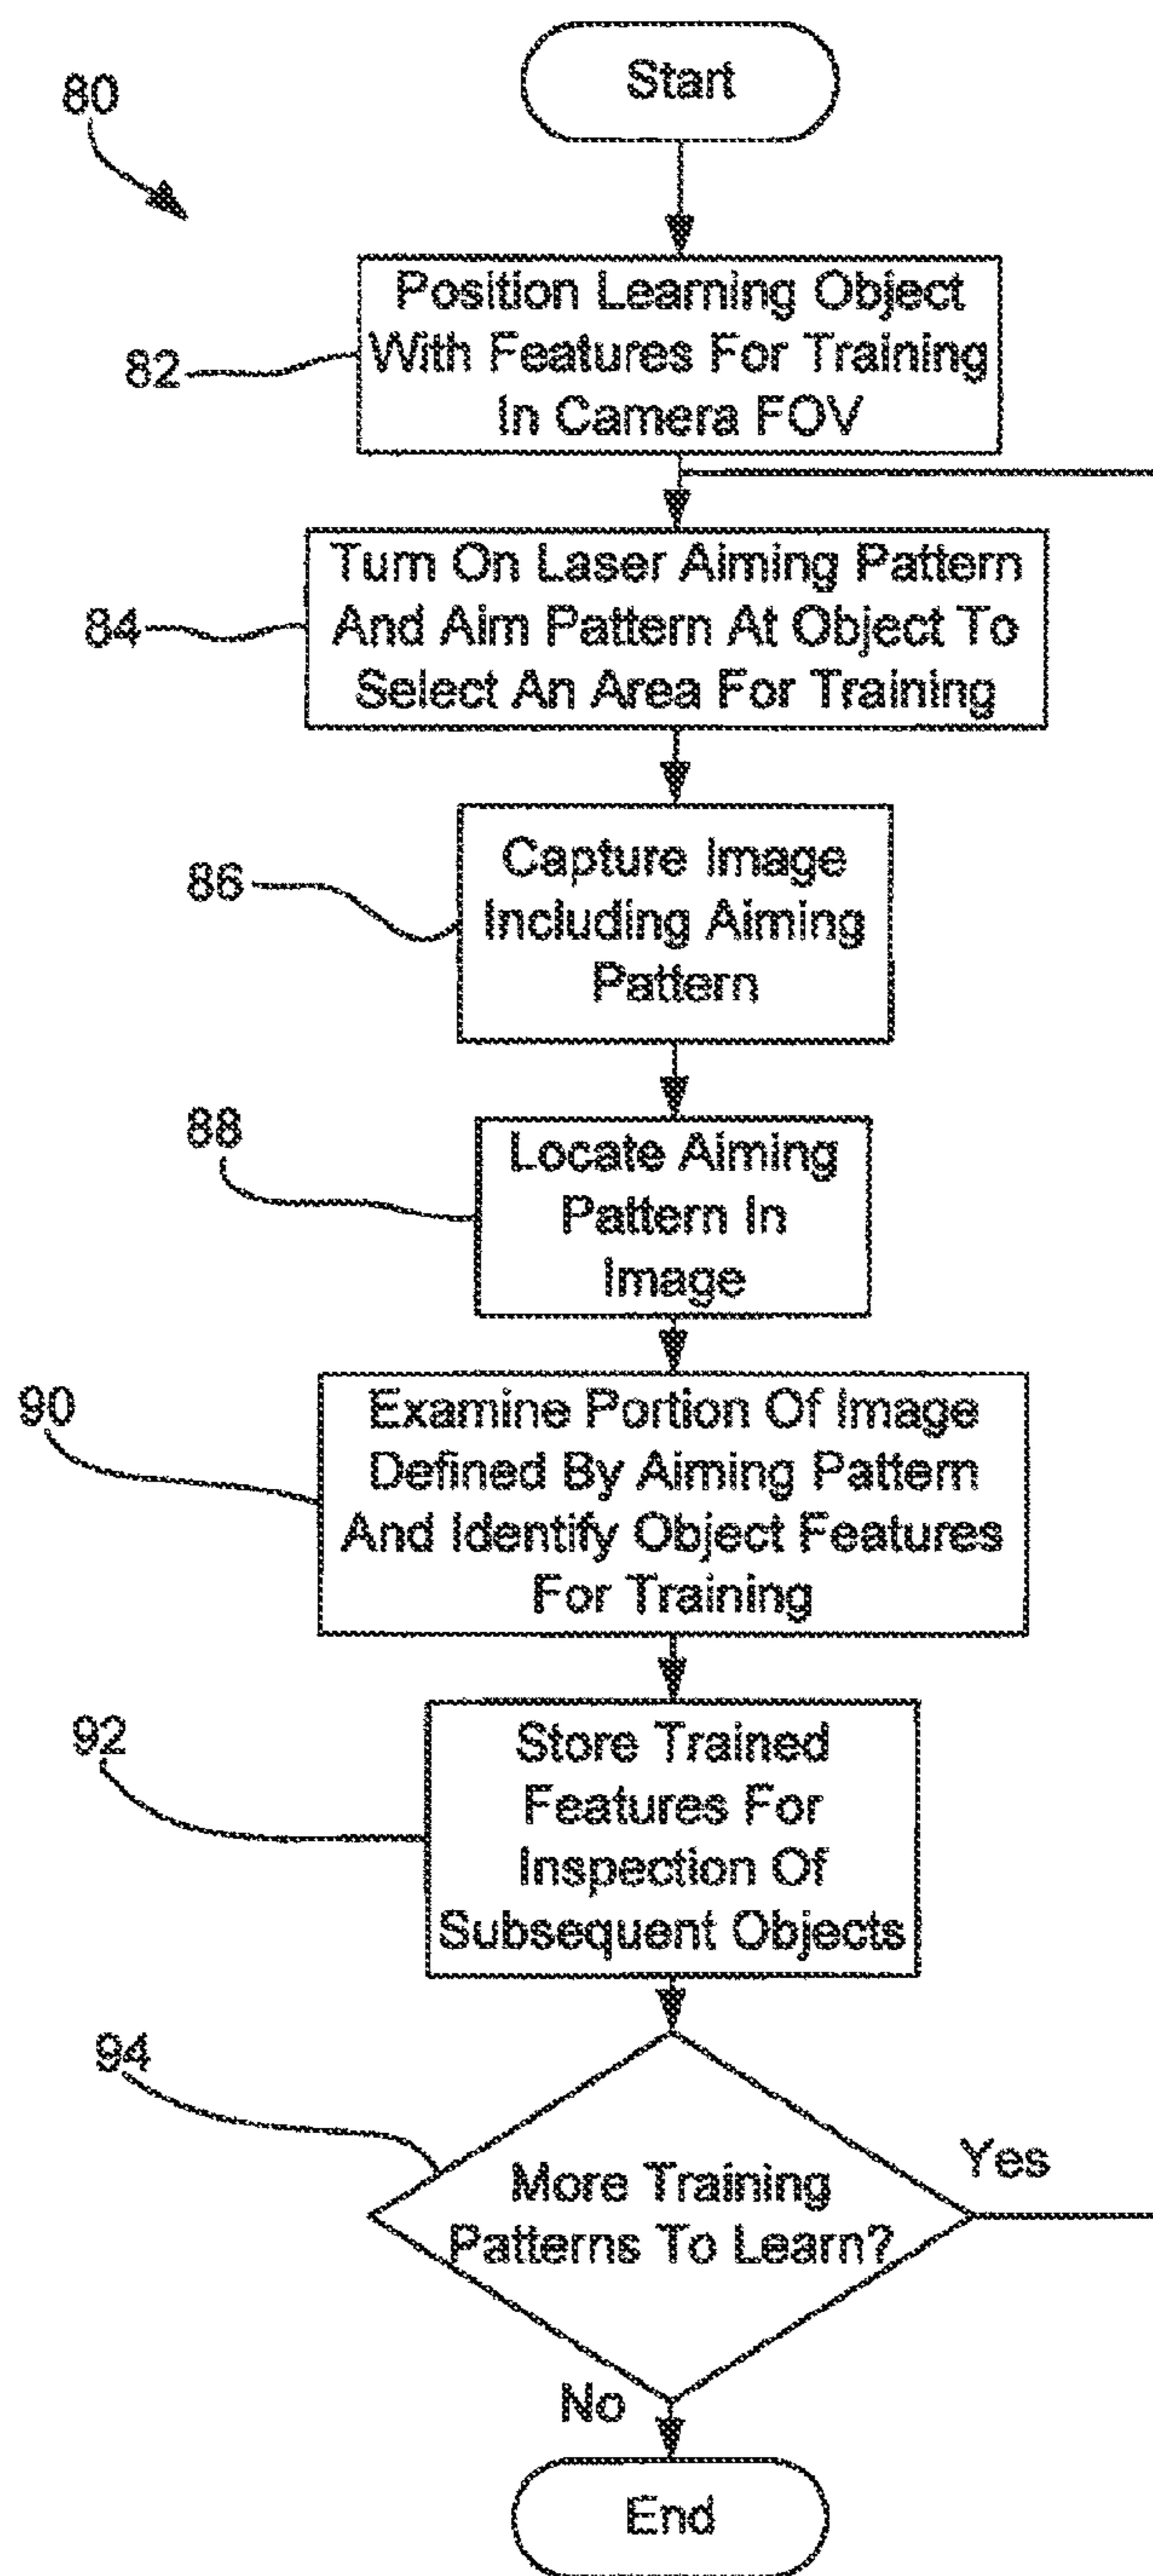 Start
80
Position Learning Object
With Features For Training
In Camera FOV
82
Turn On Laser Aiming Pattern
And Aim Pattern At Object To
Select An Area For Training
84
Capture Image
Including Aiming
Pattern
86
Locate Aiming
Pattern In
Image
88
Examine Portion Of Image
Defined By Aiming Pattern
And Identify Object Features
For Training
90
Store Trained
Features For
Inspection Of
Subsequent Objects
92
More Training
Patterns To Learn?
94
Yes
No
End